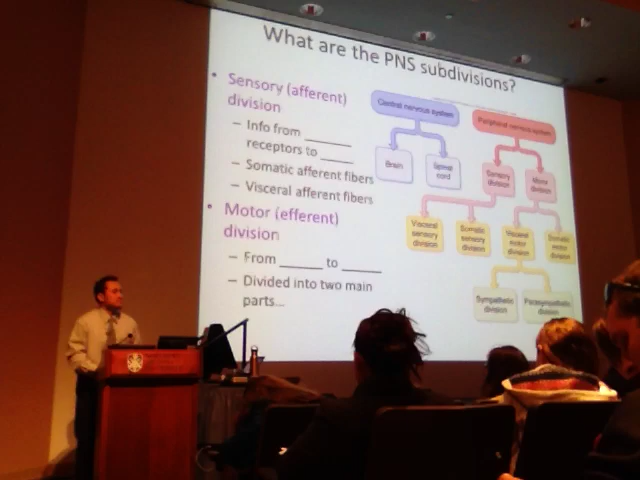 What are the PNS subdivisions?
• Sensory (afferent)
division
– Info from ________
receptors to _____
– Somatic afferent fibers
– Visceral afferent fibers
• Motor (efferent)
division
– From ______ to ______
– Divided into two main
parts…
Central nervous system
Peripheral nervous system
Brain
Spinal
cord
Sensory
division
Motor
division
Visceral
sensory
division
Somatic
sensory
division
Visceral
motor
division
Somatic
motor
division
Sympathetic
division
Parasympathetic
division